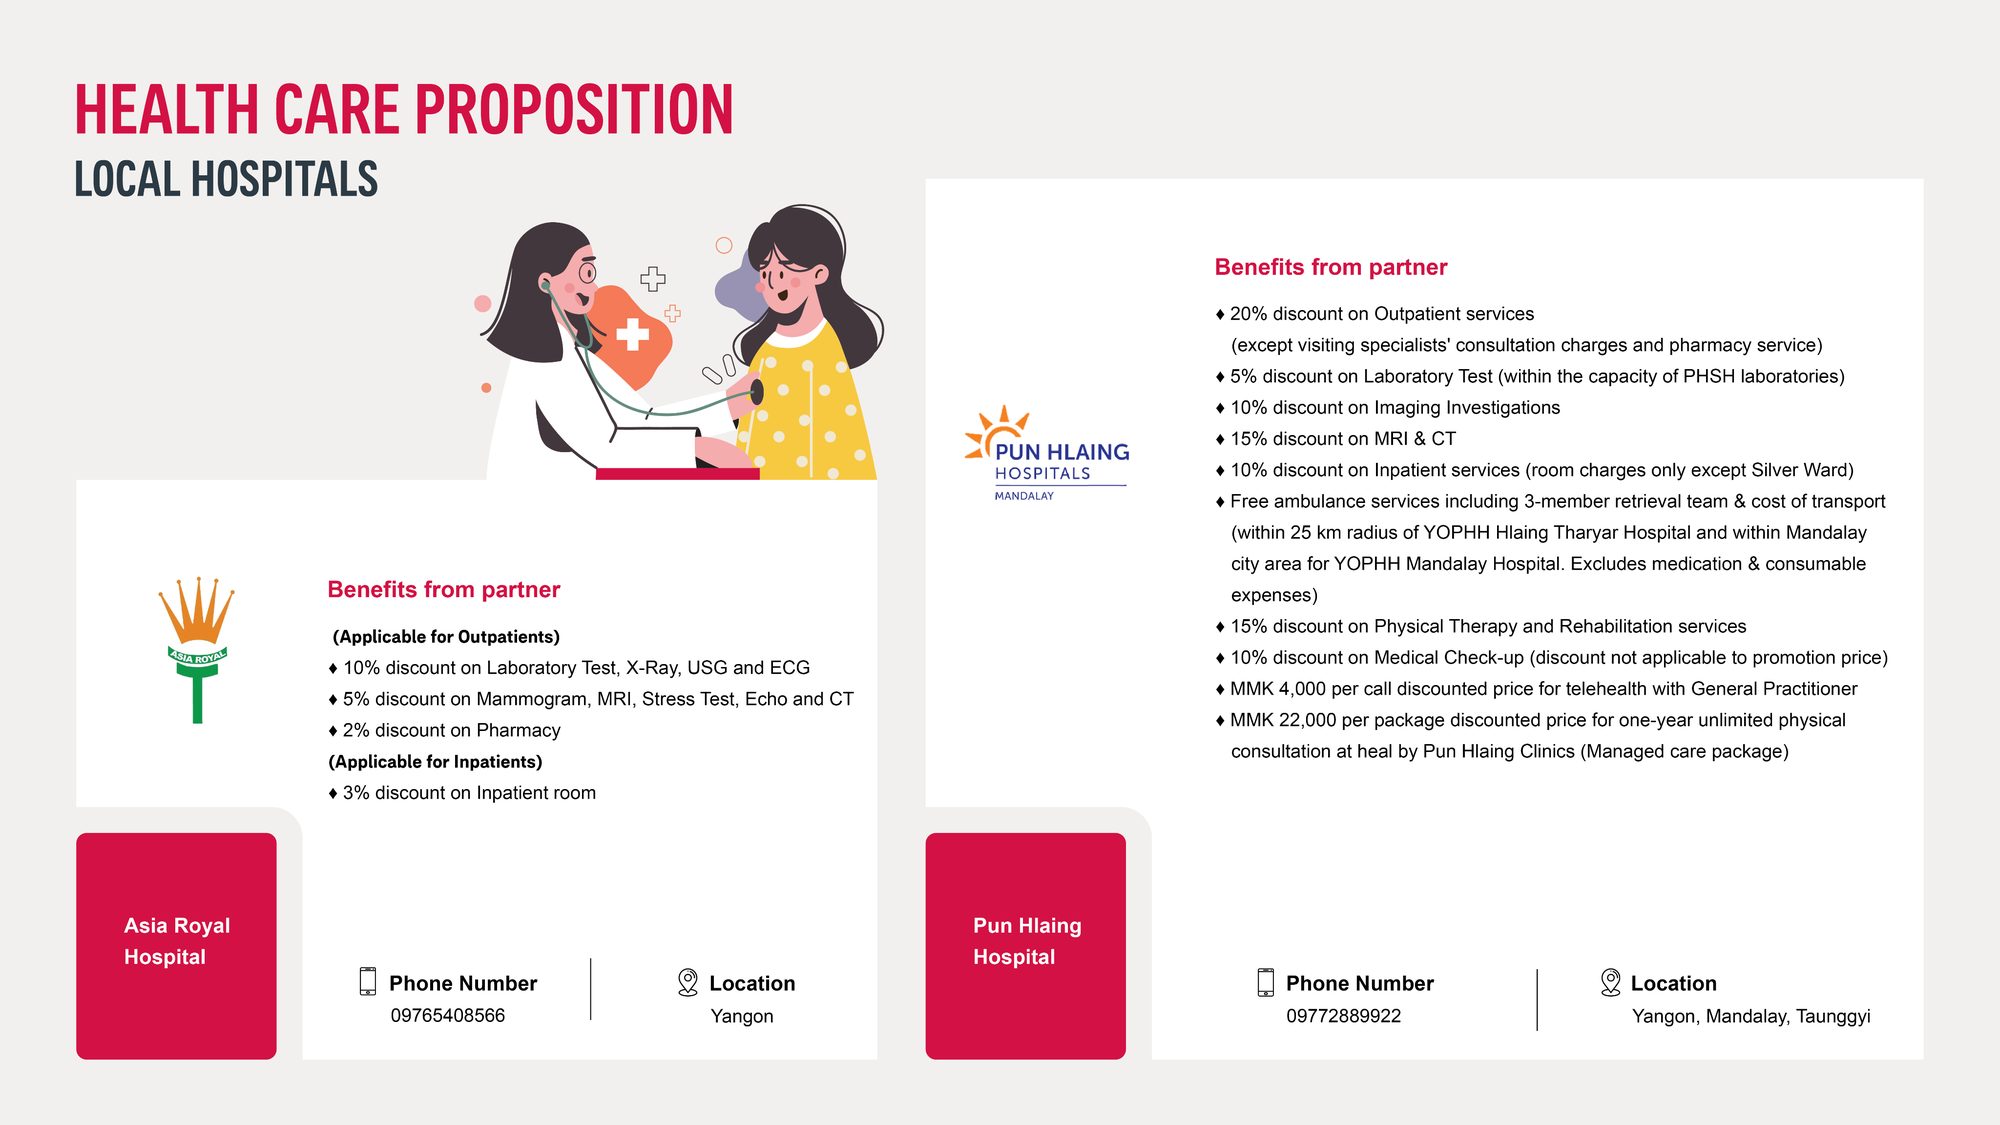 HEALTH CARE PROPOSITION
LOCAL HOSPITALS
ASIA ROYAL
Benefits from partner
(Applicable for Outpatients)
♦ 10% discount on Laboratory Test, X-Ray, USG and ECG
♦ 5% discount on Mammogram, MRI, Stress Test, Echo and CT
♦ 2% discount on Pharmacy
(Applicable for Inpatients)
♦ 3% discount on Inpatient room
Asia Royal
Hospital
Phone Number
09765408566
Location
Yangon
PUN HLAING
HOSPITALS
MANDALAY
Benefits from partner
♦ 20% discount on Outpatient services
(except visiting specialists' consultation charges and pharmacy service)
♦ 5% discount on Laboratory Test (within the capacity of PHSH laboratories)
♦ 10% discount on Imaging Investigations
♦ 15% discount on MRI & CT
♦ 10% discount on Inpatient services (room charges only except Silver Ward)
♦ Free ambulance services including 3-member retrieval team & cost of transport
(within 25 km radius of YOPHH Hlaing Tharyar Hospital and within Mandalay
city area for YOPHH Mandalay Hospital. Excludes medication & consumable
expenses)
♦ 15% discount on Physical Therapy and Rehabilitation services
♦ 10% discount on Medical Check-up (discount not applicable to promotion price)
♦ MMK 4,000 per call discounted price for telehealth with General Practitioner
♦ MMK 22,000 per package discounted price for one-year unlimited physical
consultation at heal by Pun Hlaing Clinics (Managed care package)
Pun Hlaing
Hospital
Phone Number
09772889922
Location
Yangon, Mandalay, Taunggyi